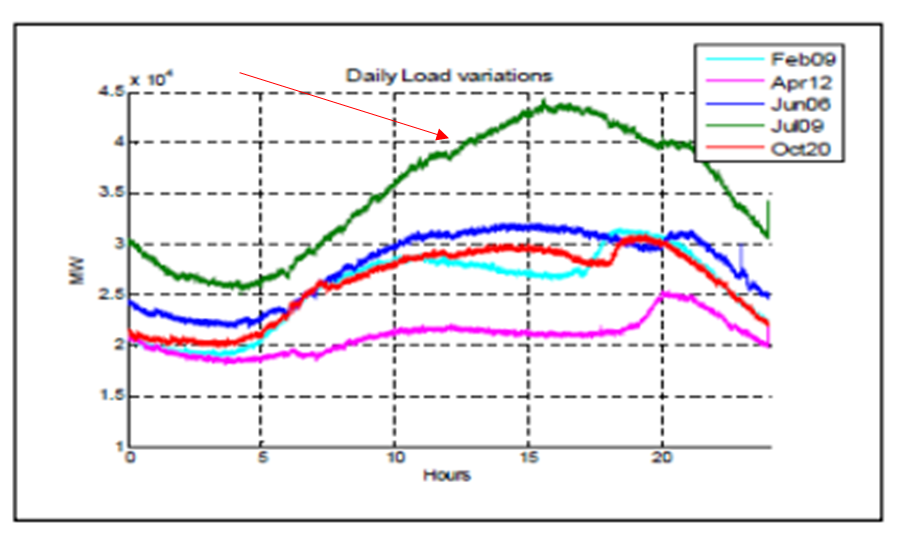 Daily Load variations
x 10⁴
4.5
4
3.5
3
2.5
2
1.5
1
MW
0 5 10 15 20
Hours
Feb09
Apr12
Jun06
Jul09
Oct20